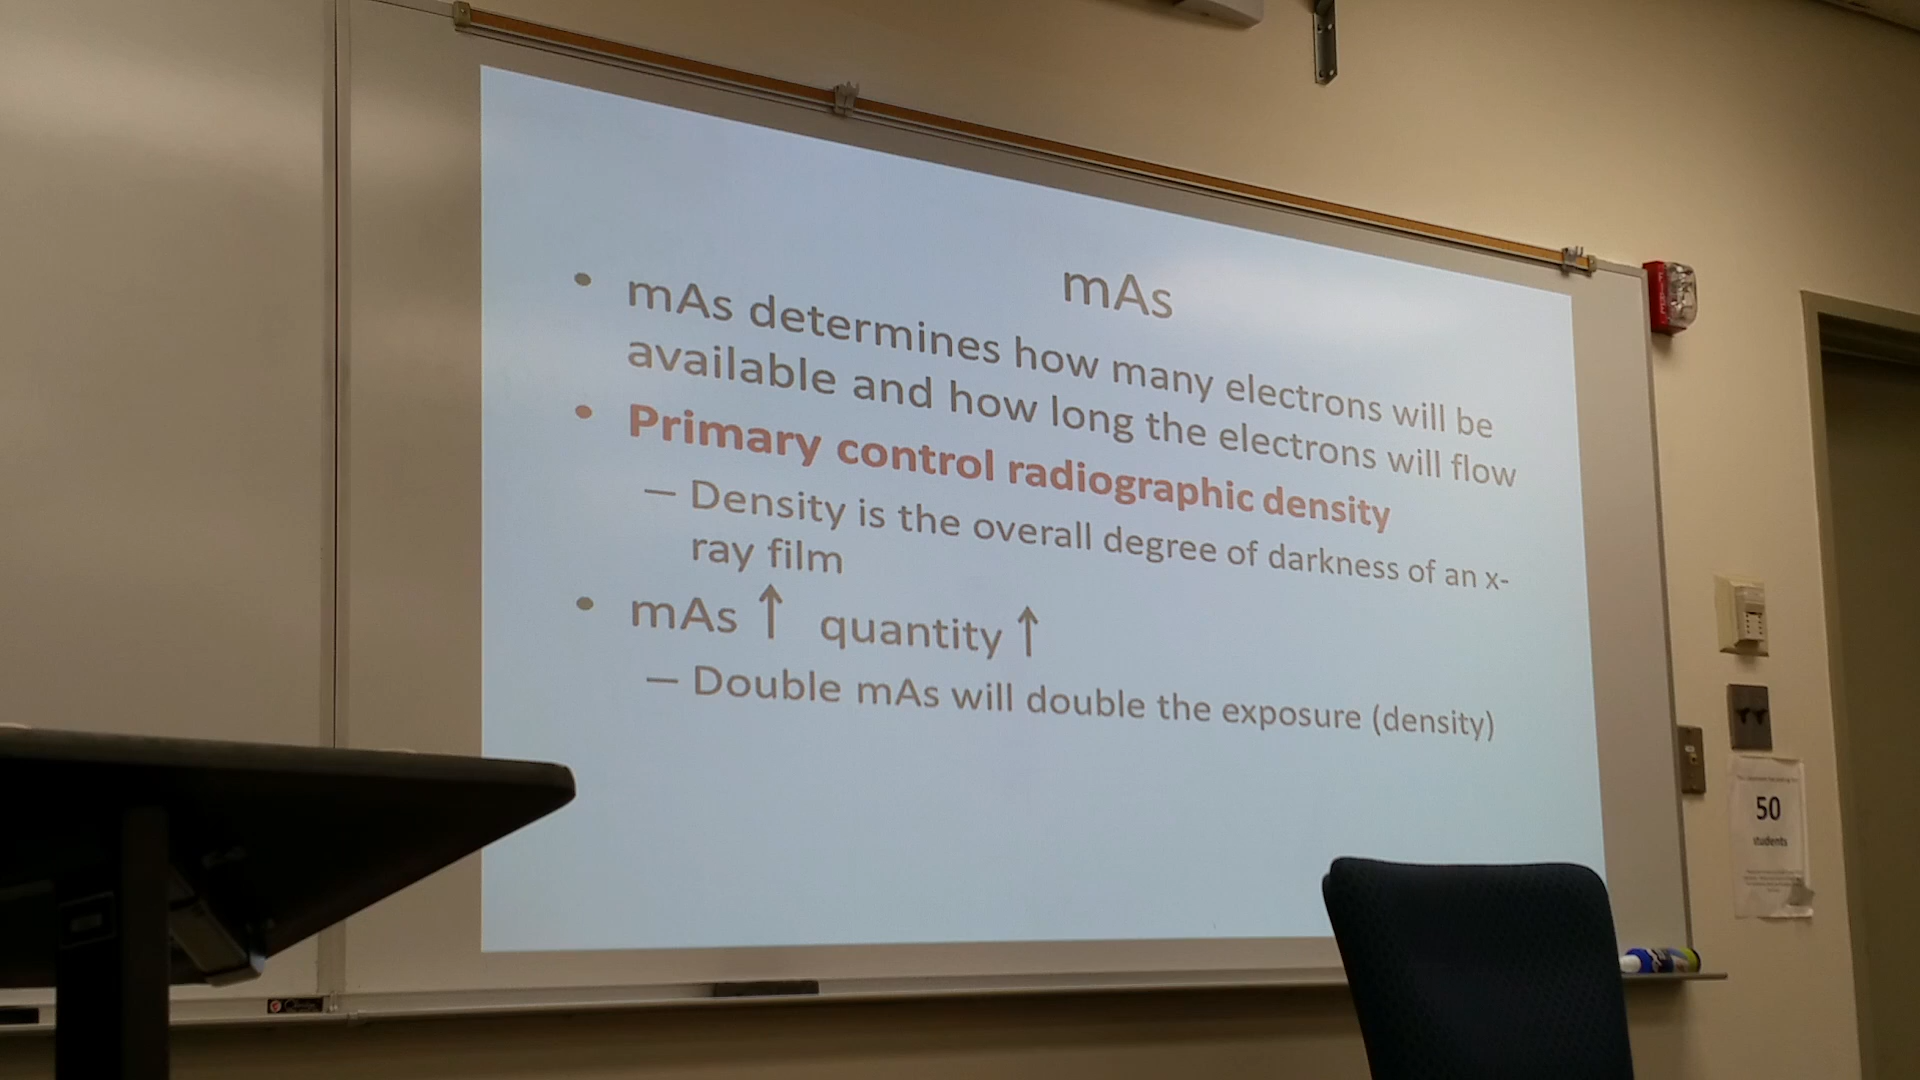 mAs
• mAs determines how many electrons will be
available and how long the electrons will flow
• Primary control radiographic density
— Density is the overall degree of darkness of an x-
ray film
• mAs ↑ quantity ↑
— Double mAs will double the exposure (density)
50
students